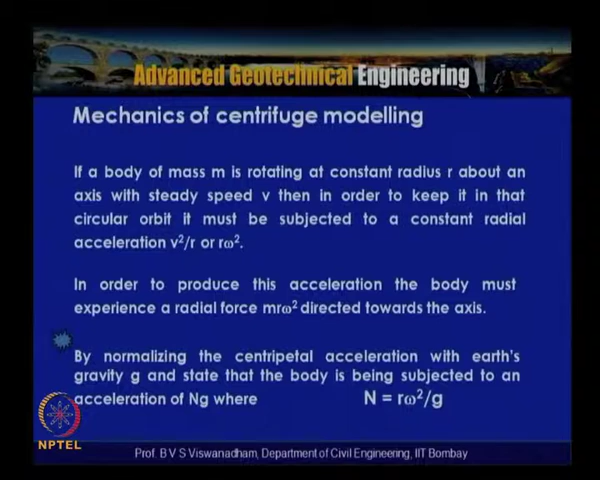 Advanced Geotechnical Engineering
Mechanics of centrifuge modelling
If a body of mass m is rotating at constant radius r about an
axis with steady speed v then in order to keep it in that
circular orbit it must be subjected to a constant radial
acceleration v²/r or rω².
In order to produce this acceleration the body must
experience a radial force mrω² directed towards the axis.
By normalizing the centripetal acceleration with earth's
gravity g and state that the body is being subjected to an
acceleration of Ng where N = rω²/g
NPTEL
Prof. B V S Viswanadham, Department of Civil Engineering, IIT Bombay